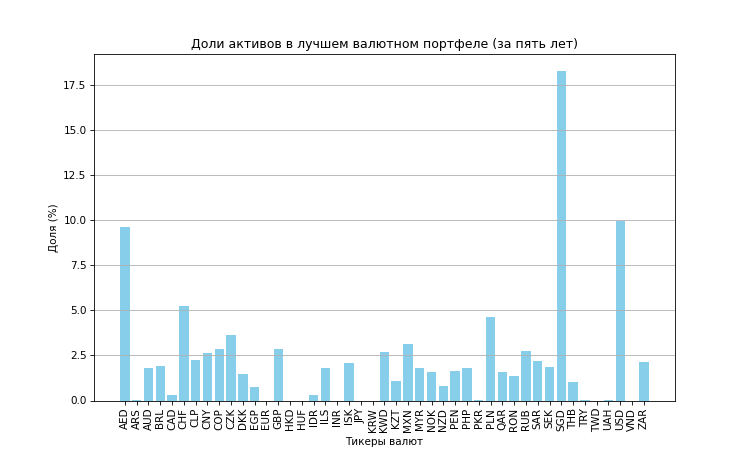 Доли активов в лучшем валютном портфеле (за пять лет)
Доля (%)
17.5
15.0
12.5
10.0
7.5
5.0
2.5
0.0
AED ARS AUD BRL CAD CHF CLP CNY COP CZK DKK EGP EUR GBP HKD HUF IDR ILS INR ISK JPY KRW KWD KZT MXN MYR NOK NZD PEN PHP PKR PLN QAR RON RUB SAR SEK SGD THB TRY TWD UAH USD VND ZAR
Тикеры валют